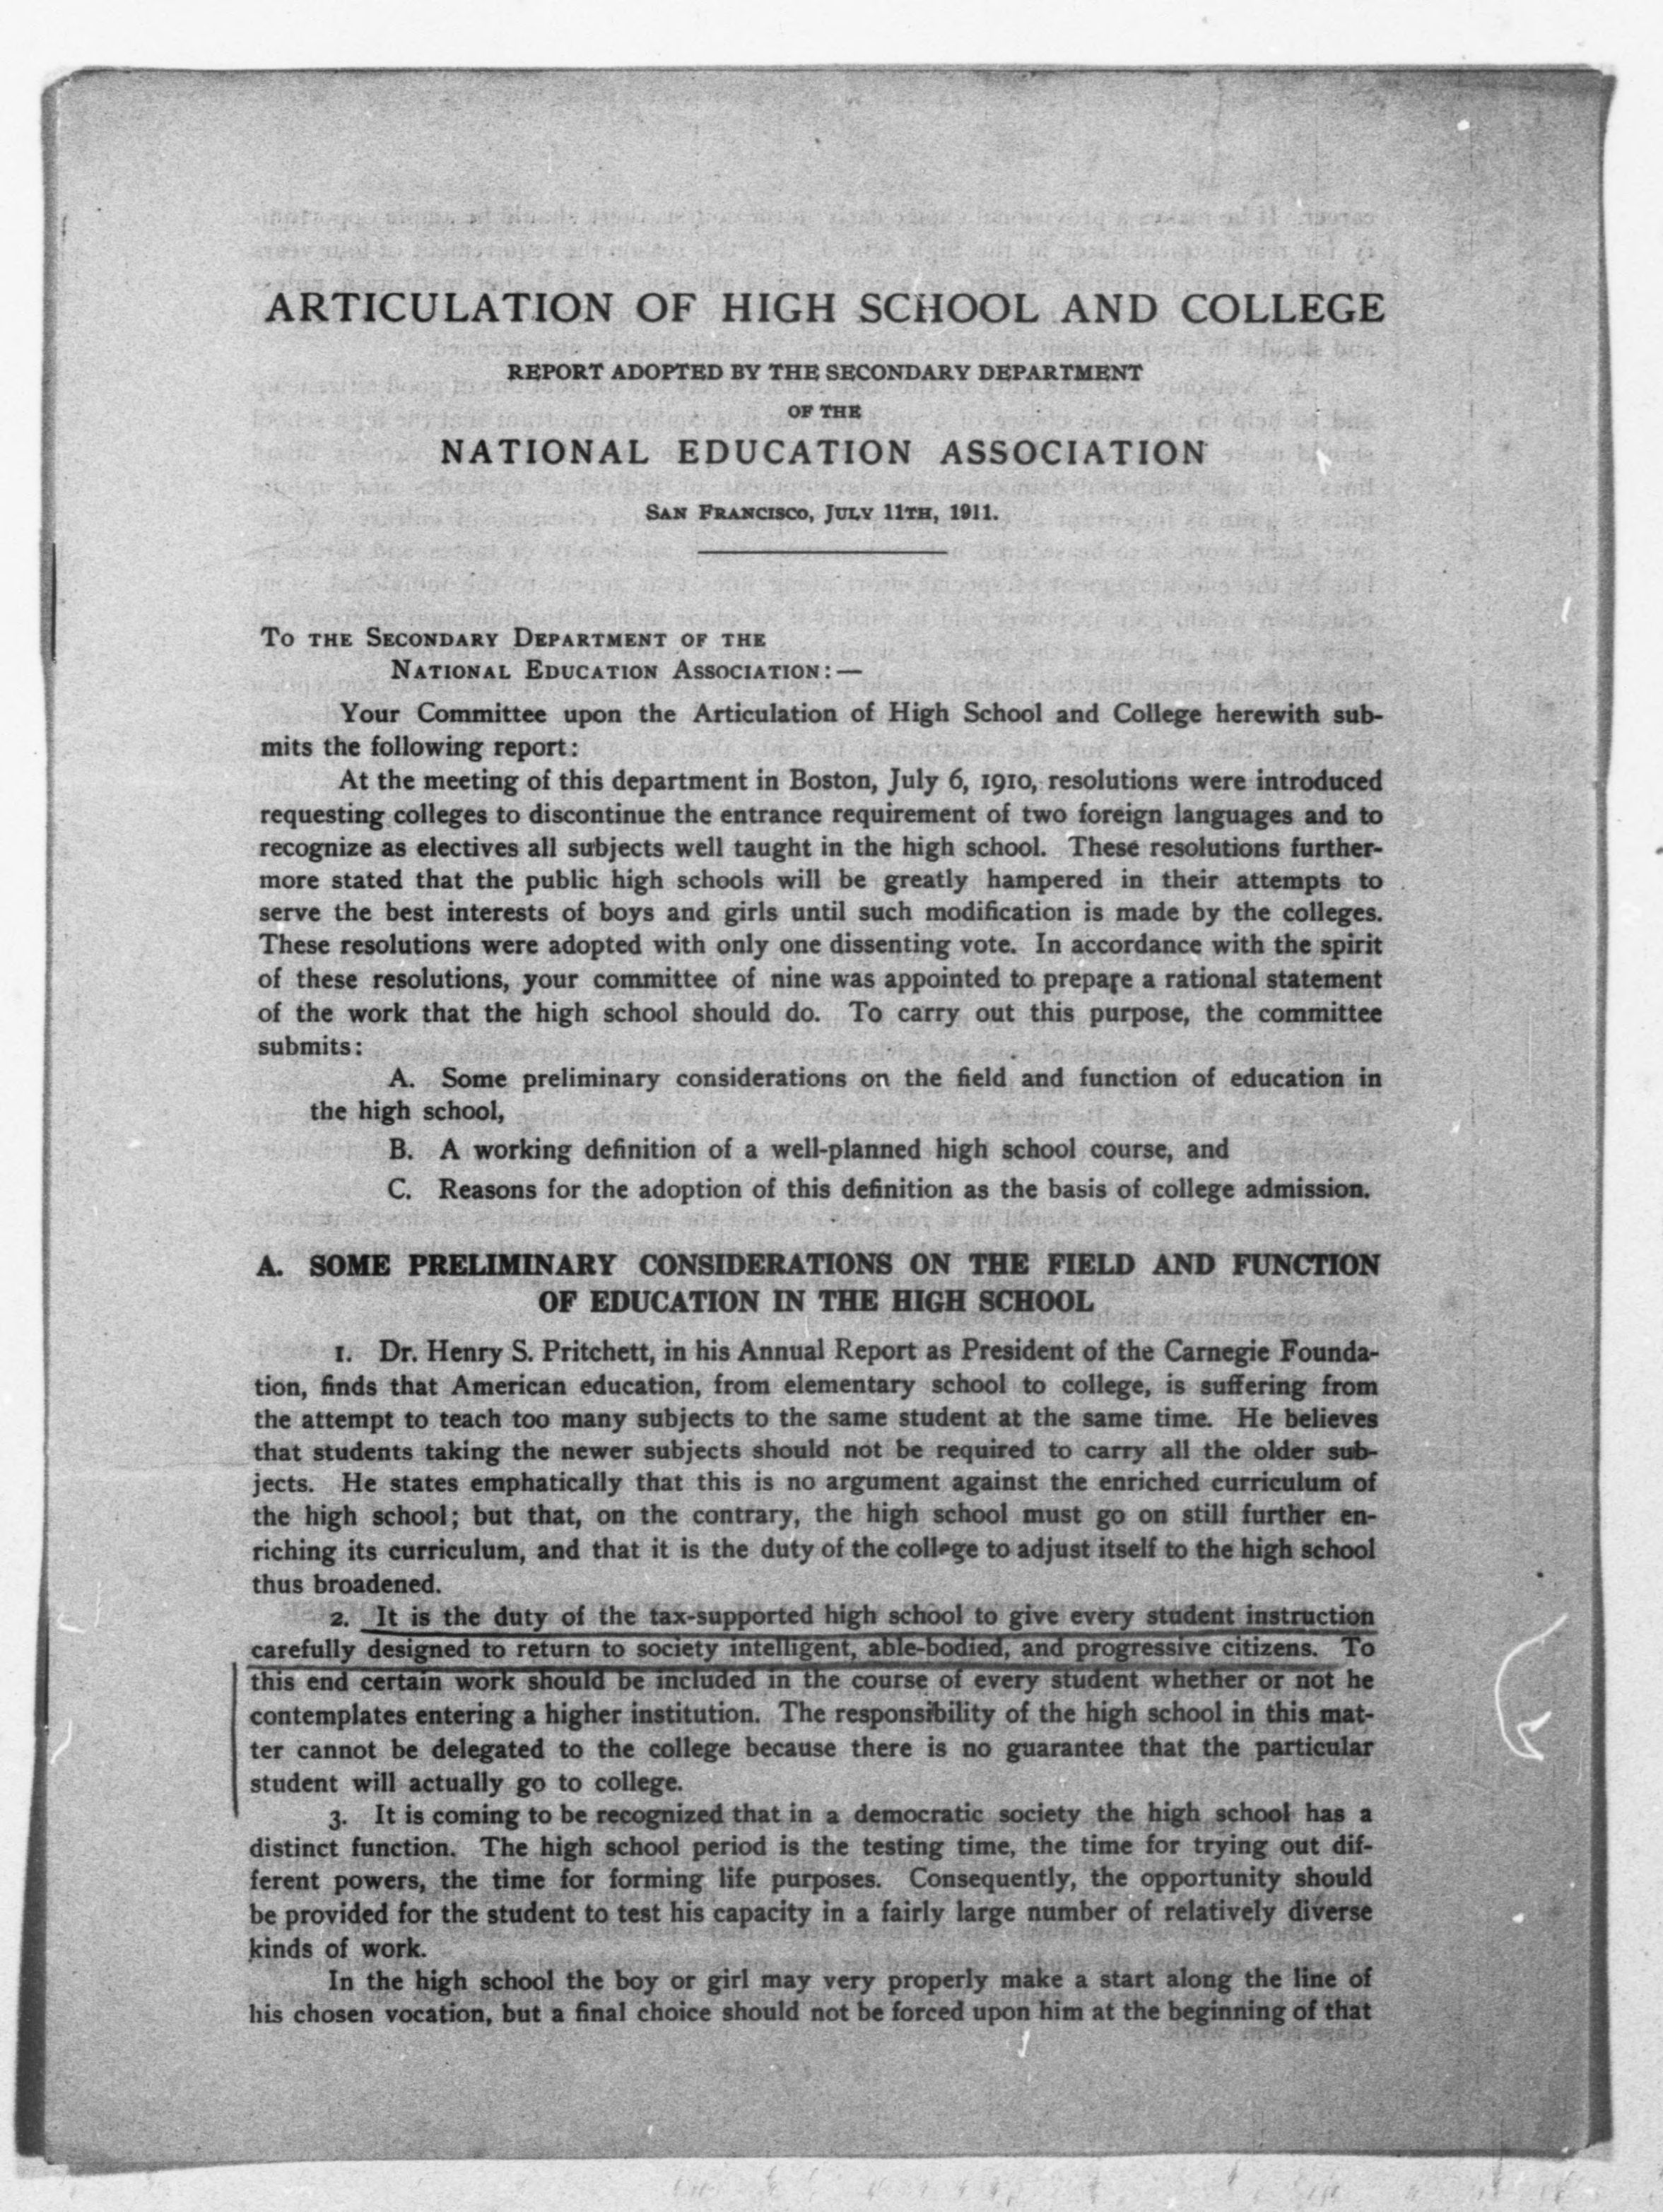 ARTICULATION OF HIGH SCHOOL AND COLLEGE
REPORT ADOPTED BY THE SECONDARY DEPARTMENT
OF THE
NATIONAL EDUCATION ASSOCIATION
SAN FRANCISCO, JULY 11TH, 1911.
TO THE SECONDARY DEPARTMENT OF THE
NATIONAL EDUCATION ASSOCIATION:—
Your Committee upon the Articulation of High School and College herewith sub-
mits the following report:
At the meeting of this department in Boston, July 6, 1910, resolutions were introduced
requesting colleges to discontinue the entrance requirement of two foreign languages and to
recognize as electives all subjects well taught in the high school. These resolutions further-
more stated that the public high schools will be greatly hampered in their attempts to
serve the best interests of boys and girls until such modification is made by the colleges.
These resolutions were adopted with only one dissenting vote. In accordance with the spirit
of these resolutions, your committee of nine was appointed to prepare a rational statement
of the work that the high school should do. To carry out this purpose, the committee
submits:
A. Some preliminary considerations on the field and function of education in
the high school,
B. A working definition of a well-planned high school course, and
C. Reasons for the adoption of this definition as the basis of college admission.
A. SOME PRELIMINARY CONSIDERATIONS ON THE FIELD AND FUNCTION
OF EDUCATION IN THE HIGH SCHOOL
1. Dr. Henry S. Pritchett, in his Annual Report as President of the Carnegie Founda-
tion, finds that American education, from elementary school to college, is suffering from
the attempt to teach too many subjects to the same student at the same time. He believes
that students taking the newer subjects should not be required to carry all the older sub-
jects. He states emphatically that this is no argument against the enriched curriculum of
the high school; but that, on the contrary, the high school must go on still further en-
riching its curriculum, and that it is the duty of the college to adjust itself to the high school
thus broadened.
2. It is the duty of the tax-supported high school to give every student instruction
carefully designed to return to society intelligent, able-bodied, and progressive citizens. To
this end certain work should be included in the course of every student whether or not he
contemplates entering a higher institution. The responsibility of the high school in this mat-
ter cannot be delegated to the college because there is no guarantee that the particular
student will actually go to college.
3. It is coming to be recognized that in a democratic society the high school has a
distinct function. The high school period is the testing time, the time for trying out dif-
ferent powers, the time for forming life purposes. Consequently, the opportunity should
be provided for the student to test his capacity in a fairly large number of relatively diverse
kinds of work.
In the high school the boy or girl may very properly make a start along the line of
his chosen vocation, but a final choice should not be forced upon him at the beginning of that